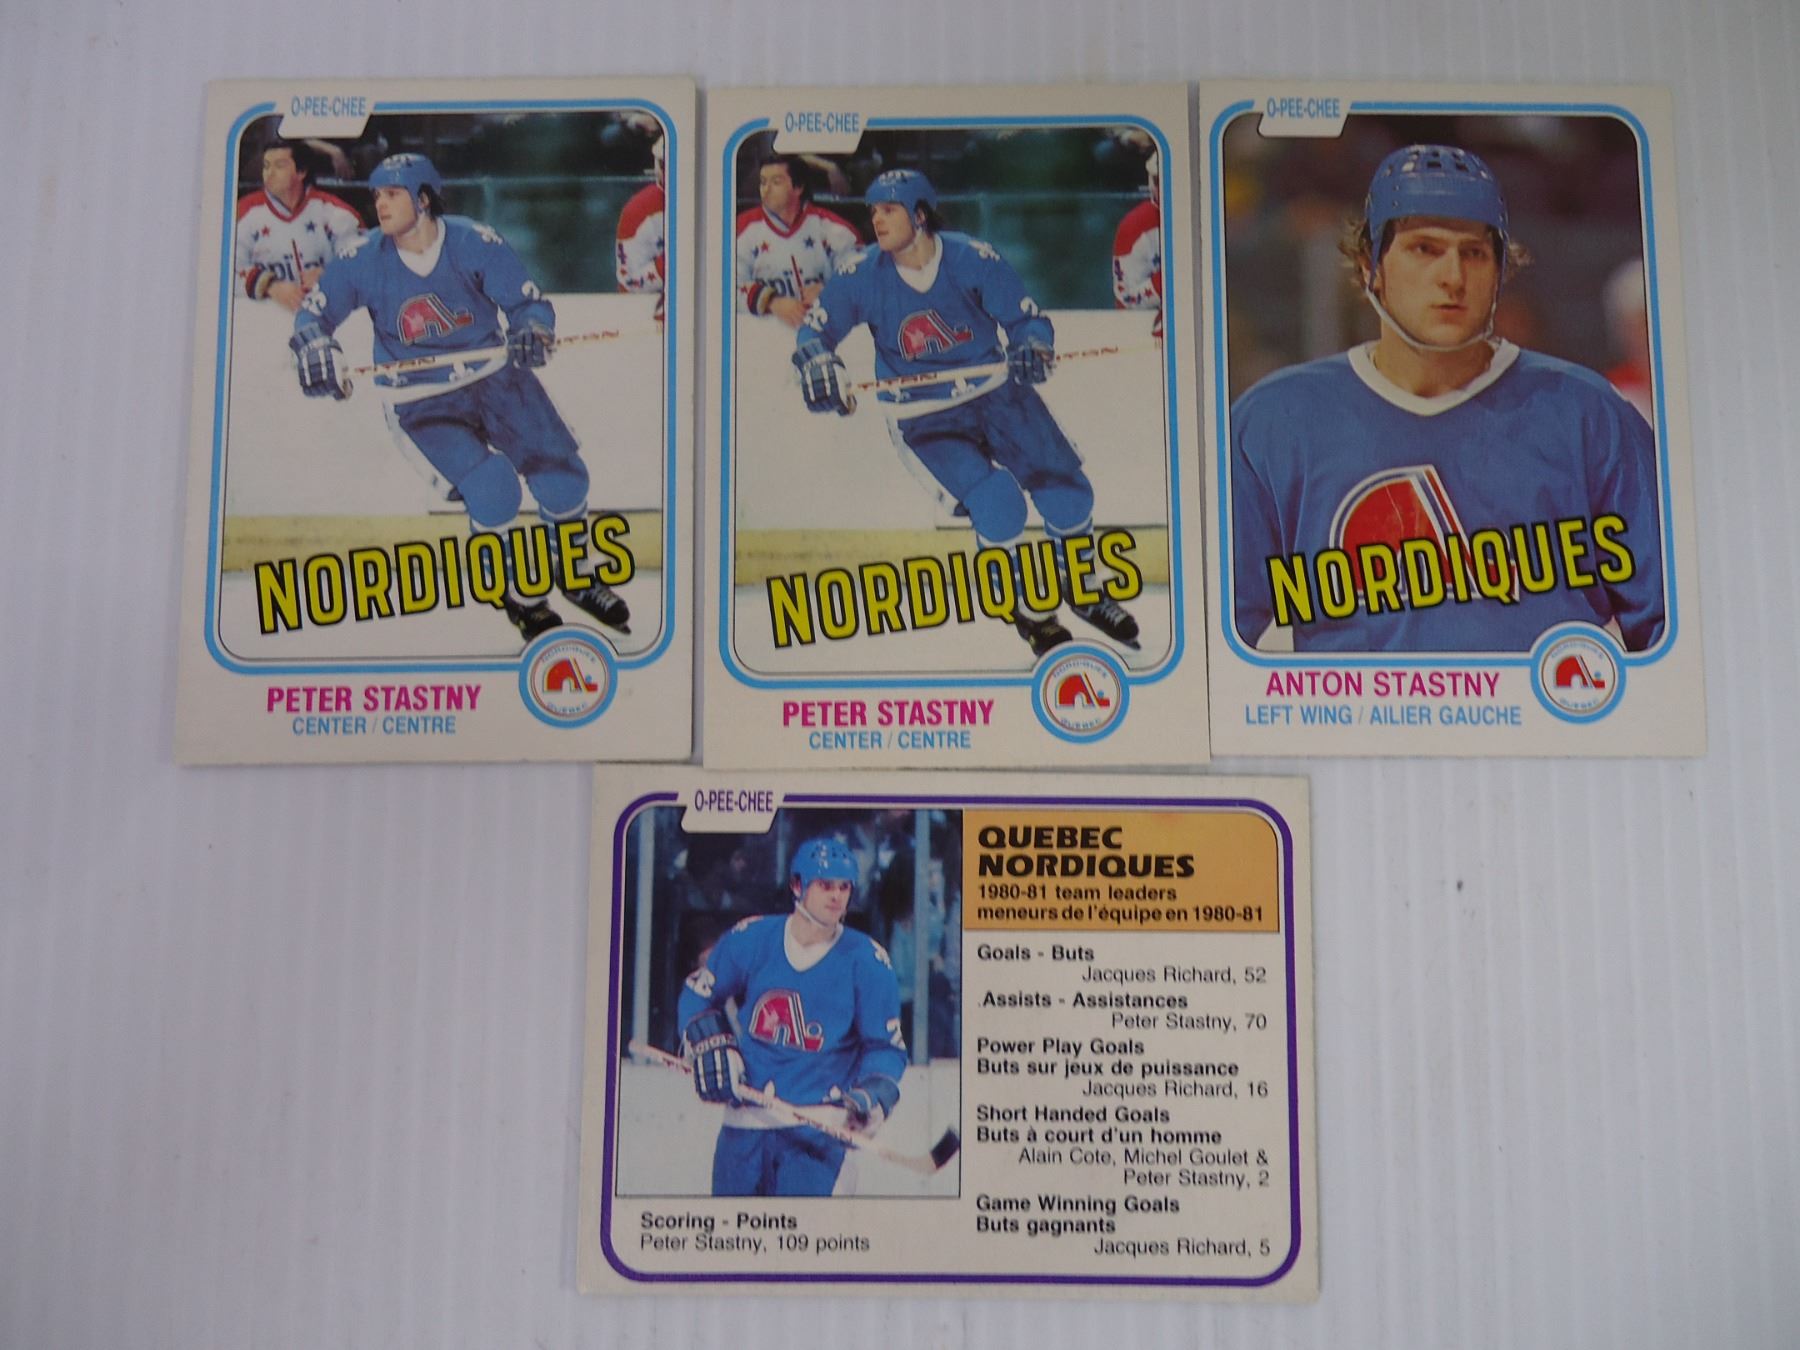 O-PEE-CHEE
TITAN
NORDIQUES
PETER STASTNY
CENTER / CENTRE
O-PEE-CHEE
TITAN
NORDIQUES
PETER STASTNY
CENTER / CENTRE
O-PEE-CHEE
NORDIQUES
ANTON STASTNY
LEFT WING / AILIER GAUCHE
O-PEE-CHEE
QUEBEC
NORDIQUES
1980-81 team leaders
meneurs de l'équipe en 1980-81
Goals - Buts
Jacques Richard, 52
Assists - Assistances
Peter Stastny, 70
Power Play Goals
Buts sur jeux de puissance
Jacques Richard, 16
Short Handed Goals
Buts à court d'un homme
Alain Cote, Michel Goulet &
Peter Stastny, 2
Game Winning Goals
Buts gagnants
Jacques Richard, 5
Scoring - Points
Peter Stastny, 109 points